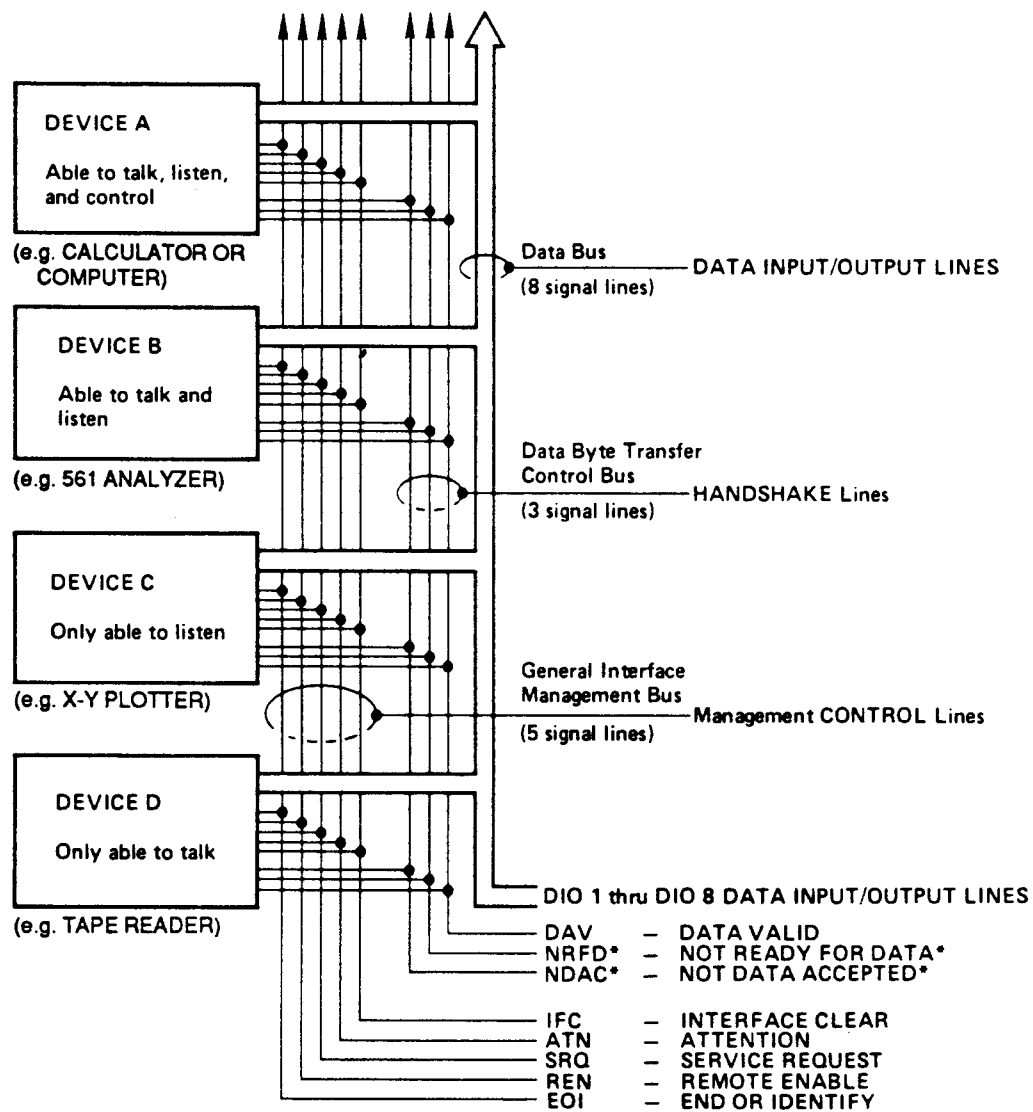 DEVICE A
Able to talk, listen,
and control
(e.g. CALCULATOR OR
COMPUTER)
Data Bus
(8 signal lines)
DATA INPUT/OUTPUT LINES
DEVICE B
Able to talk and
listen
(e.g. 561 ANALYZER)
Data Byte Transfer
Control Bus
(3 signal lines)
HANDSHAKE Lines
DEVICE C
Only able to listen
(e.g. X-Y PLOTTER)
General Interface
Management Bus
(5 signal lines)
Management CONTROL Lines
DEVICE D
Only able to talk
(e.g. TAPE READER)
DIO 1 thru DIO 8 DATA INPUT/OUTPUT LINES
DAV – DATA VALID
NRFD* – NOT READY FOR DATA*
NDAC* – NOT DATA ACCEPTED*
IFC – INTERFACE CLEAR
ATN – ATTENTION
SRQ – SERVICE REQUEST
REN – REMOTE ENABLE
EOI – END OR IDENTIFY